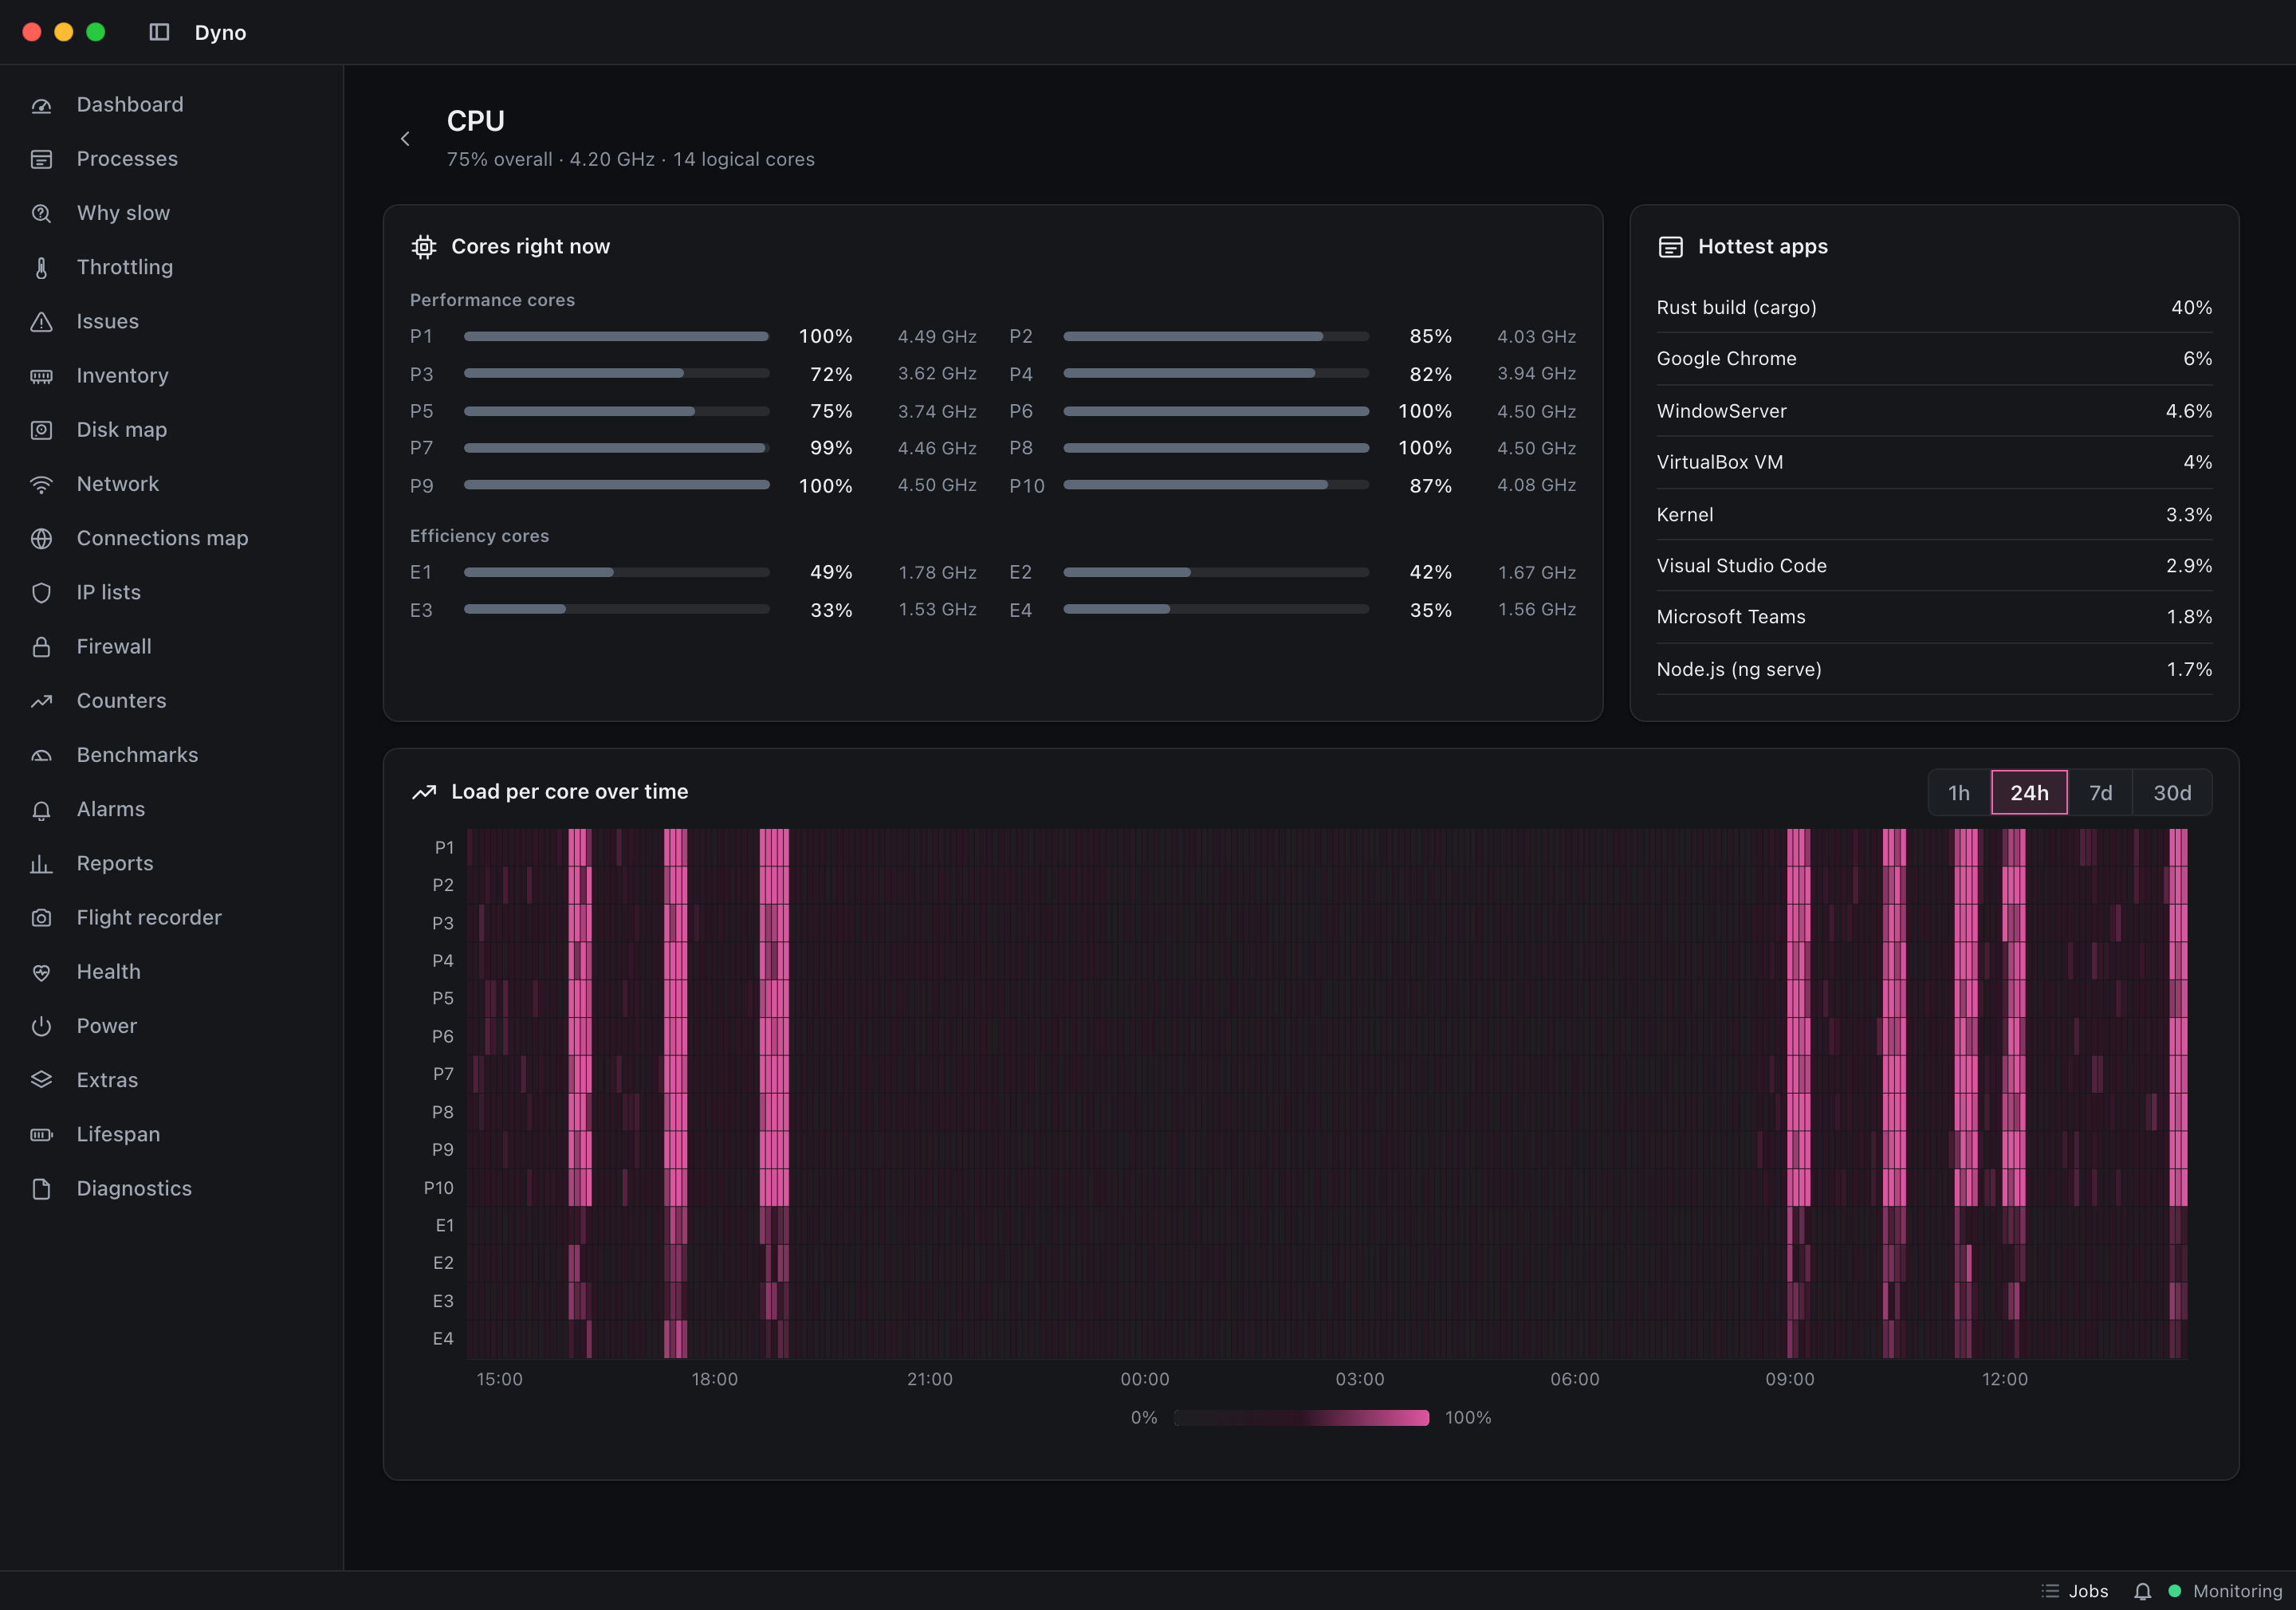 Dyno
Dashboard
Processes
Why slow
Throttling
Issues
Inventory
Disk map
Network
Connections map
IP lists
Firewall
Counters
Benchmarks
Alarms
Reports
Flight recorder
Health
Power
Extras
Lifespan
Diagnostics
CPU
75% overall · 4.20 GHz · 14 logical cores
Cores right now
Performance cores
P1 100% 4.49 GHz P2 85% 4.03 GHz
P3 72% 3.62 GHz P4 82% 3.94 GHz
P5 75% 3.74 GHz P6 100% 4.50 GHz
P7 99% 4.46 GHz P8 100% 4.50 GHz
P9 100% 4.50 GHz P10 87% 4.08 GHz
Efficiency cores
E1 49% 1.78 GHz E2 42% 1.67 GHz
E3 33% 1.53 GHz E4 35% 1.56 GHz
Hottest apps
Rust build (cargo) 40%
Google Chrome 6%
WindowServer 4.6%
VirtualBox VM 4%
Kernel 3.3%
Visual Studio Code 2.9%
Microsoft Teams 1.8%
Node.js (ng serve) 1.7%
Load per core over time
1h 24h 7d 30d
P1
P2
P3
P4
P5
P6
P7
P8
P9
P10
E1
E2
E3
E4
15:00 18:00 21:00 00:00 03:00 06:00 09:00 12:00
0% 100%
Jobs Monitoring